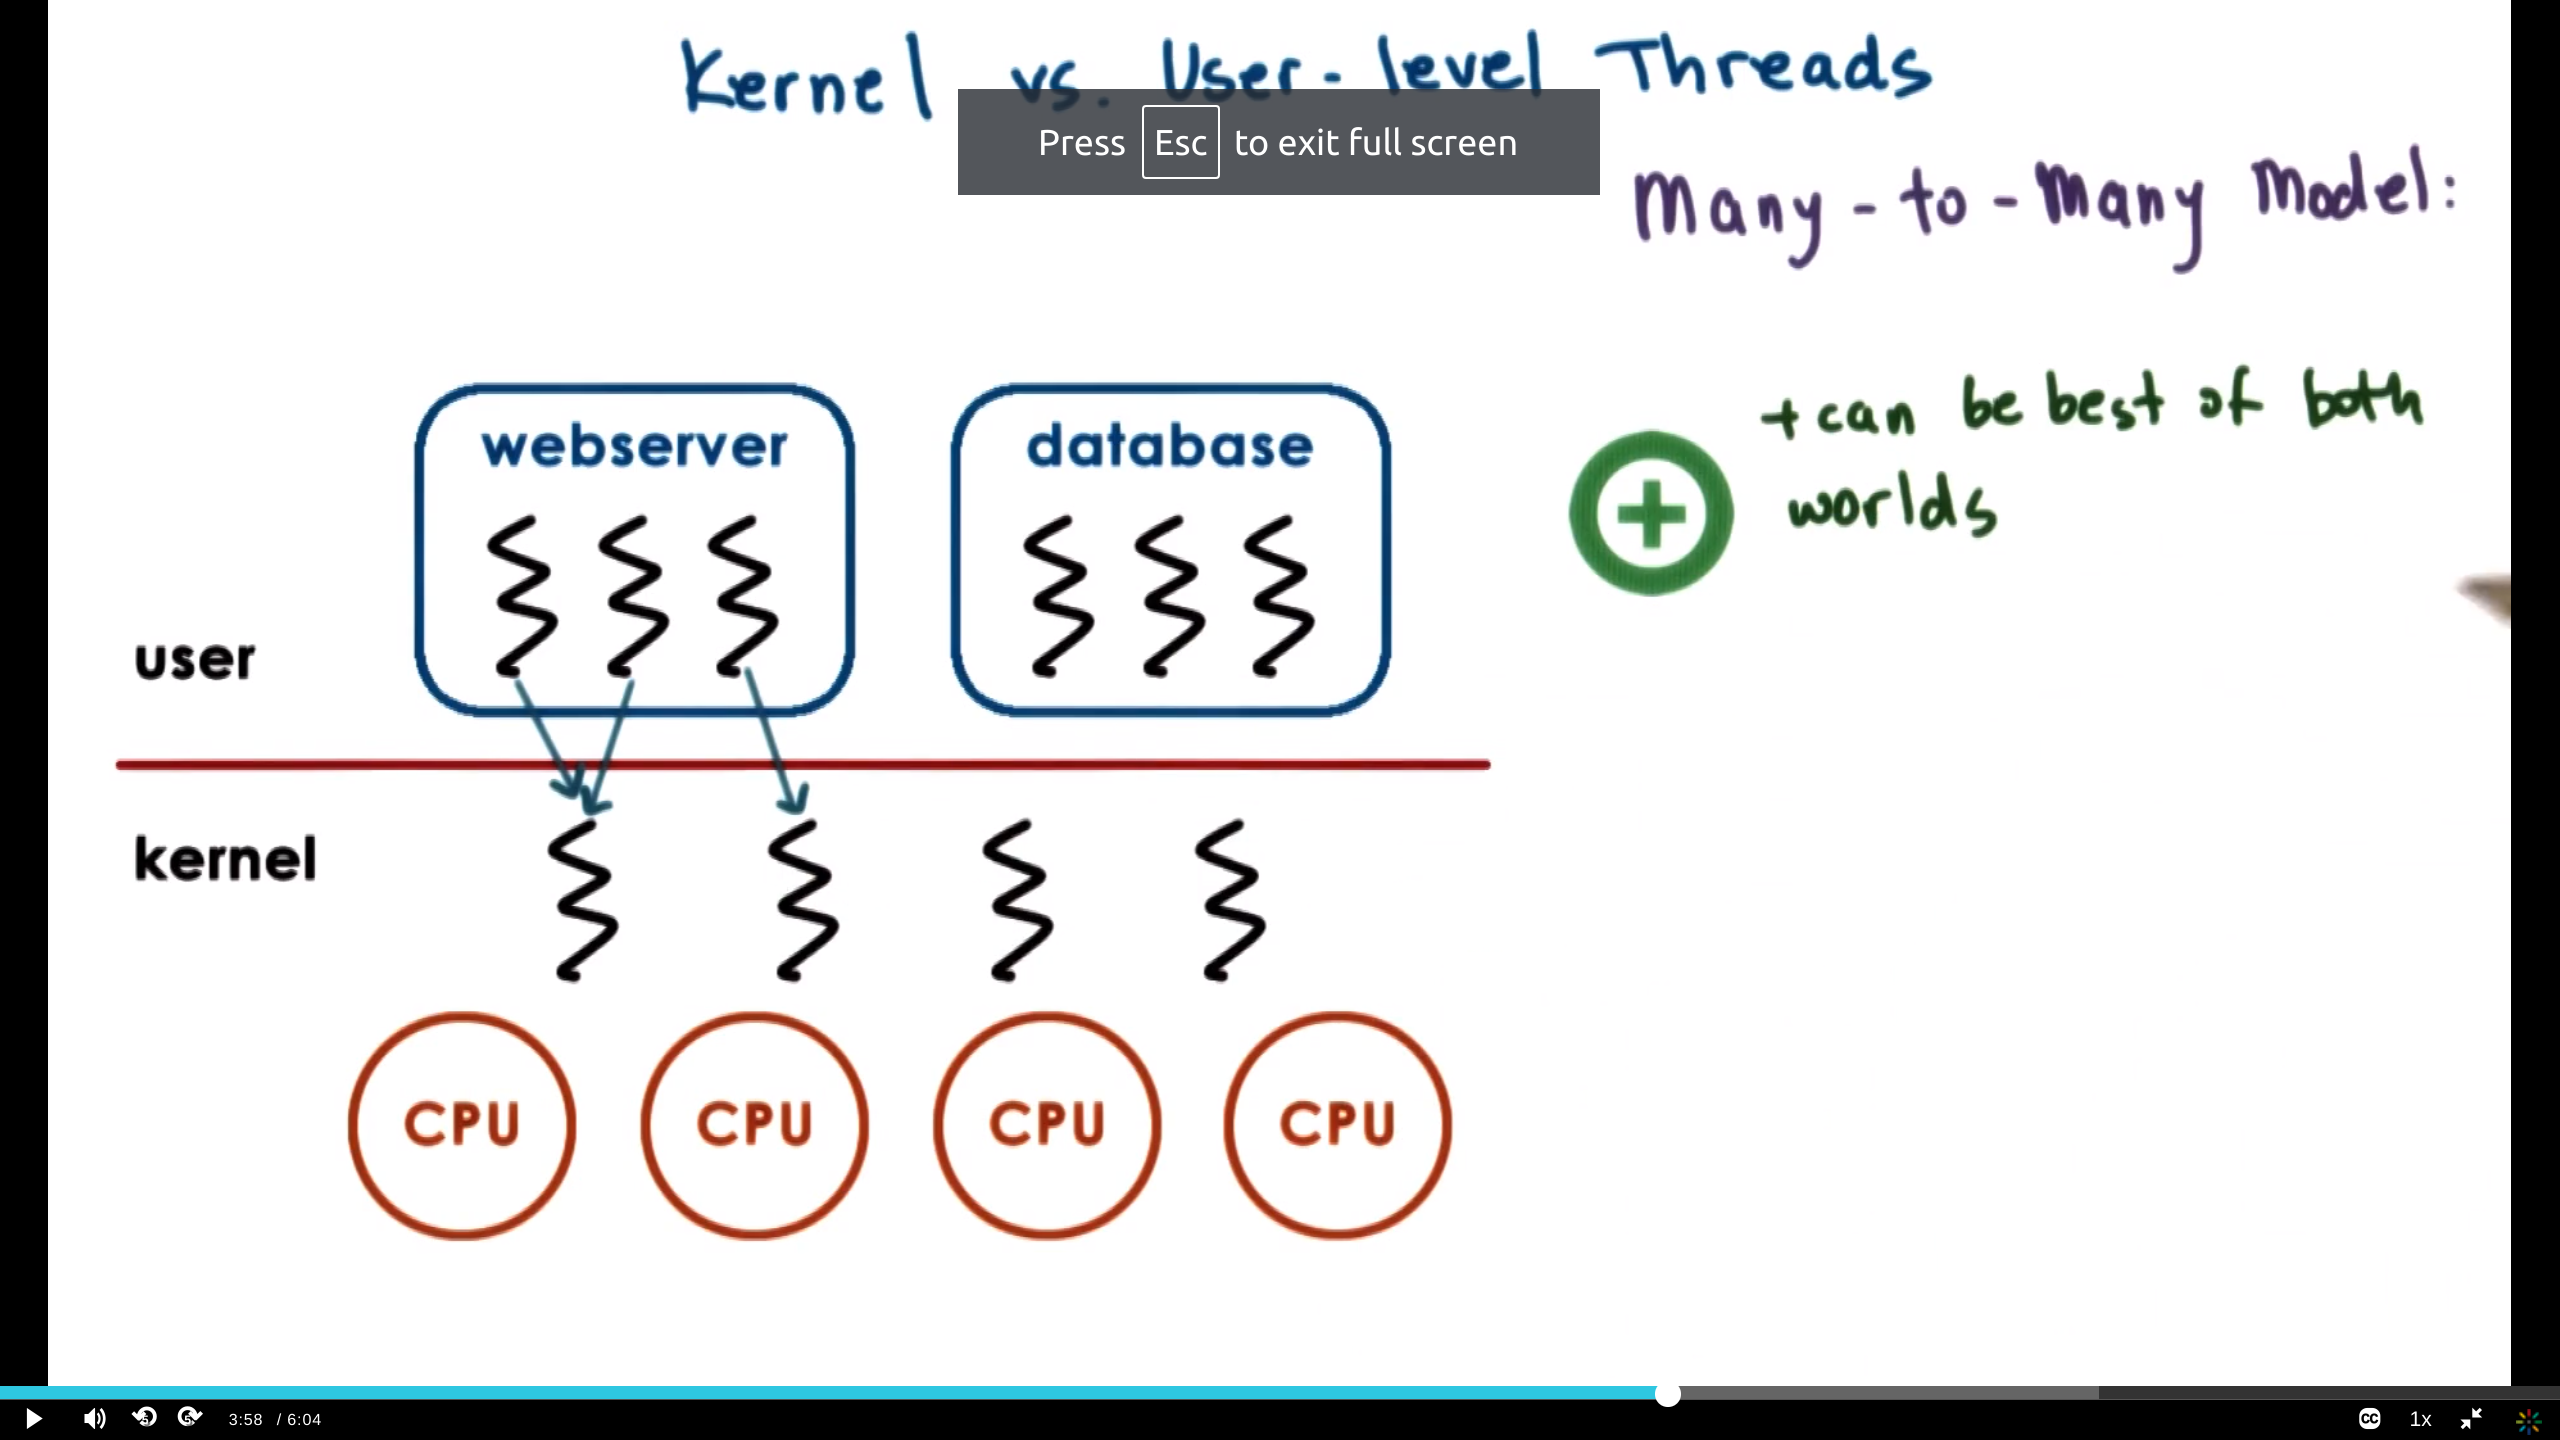 Kernel vs. User-level Threads
Press Esc to exit full screen
Many-to-Many Model:
webserver
database
+ can be best of both
worlds
user
kernel
CPU CPU CPU CPU
3:58 / 6:04
CC 1x